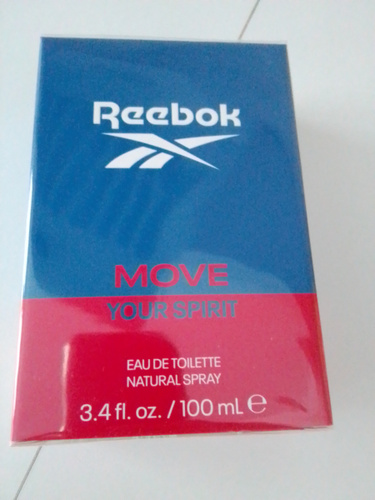 Reebok
MOVE
YOUR SPIRIT
EAU DE TOILETTE
NATURAL SPRAY
3.4 fl. oz. / 100 mL ℮